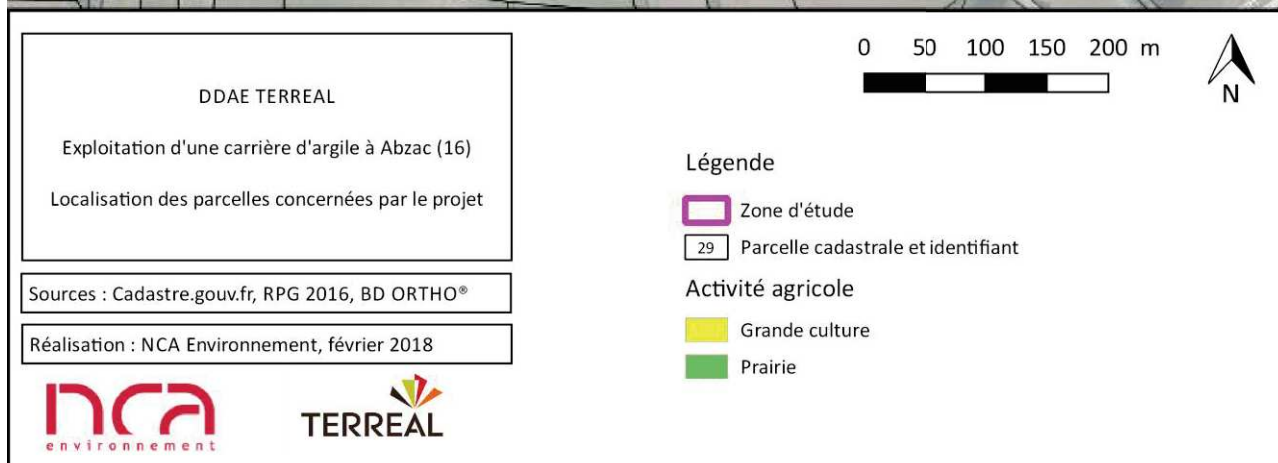 DDAE TERREAL
Exploitation d'une carrière d'argile à Abzac (16)
Localisation des parcelles concernées par le projet
Sources : Cadastre.gouv.fr, RPG 2016, BD ORTHO®
Réalisation : NCA Environnement, février 2018
nca
environnement
TERREAL
0 50 100 150 200 m
N
Légende
Zone d'étude
29 Parcelle cadastrale et identifiant
Activité agricole
Grande culture
Prairie